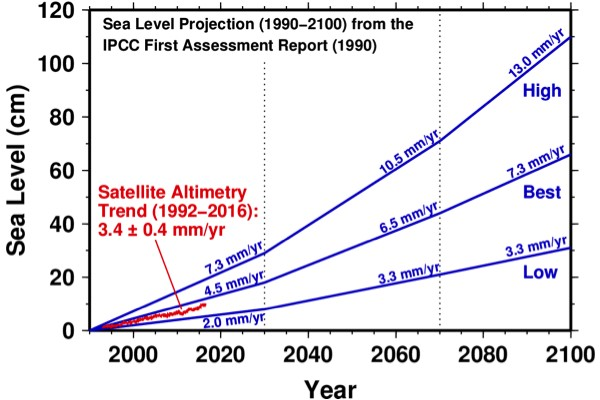 Sea Level Projection (1990−2100) from the
IPCC First Assessment Report (1990)
120
100
80
60
40
20
0
Sea Level (cm)
13.0 mm/yr
High
10.5 mm/yr
7.3 mm/yr
Best
Satellite Altimetry
Trend (1992−2016):
3.4 ± 0.4 mm/yr
6.5 mm/yr
7.3 mm/yr
4.5 mm/yr
3.3 mm/yr
3.3 mm/yr
Low
2.0 mm/yr
2000
2020
2040
2060
2080
2100
Year